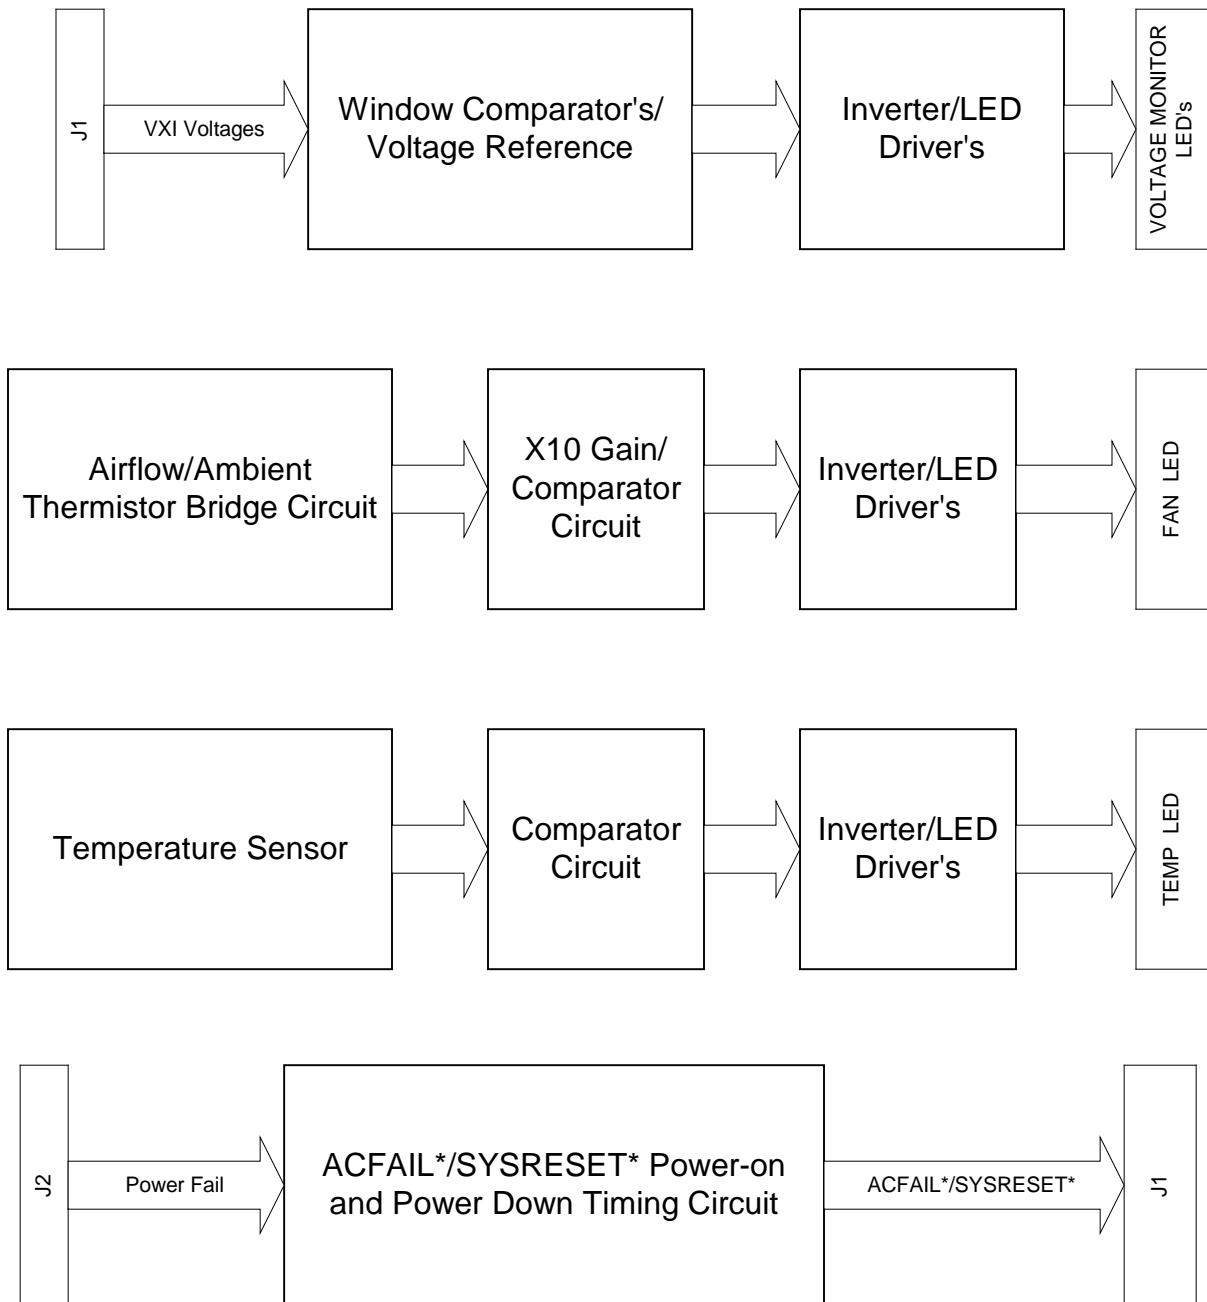 J1
VXI Voltages
Window Comparator's/
Voltage Reference
Inverter/LED
Driver's
VOLTAGE MONITOR
LED's
Airflow/Ambient
Thermistor Bridge Circuit
X10 Gain/
Comparator
Circuit
Inverter/LED
Driver's
FAN LED
Temperature Sensor
Comparator
Circuit
Inverter/LED
Driver's
TEMP LED
J2
Power Fail
ACFAIL*/SYSRESET* Power-on
and Power Down Timing Circuit
ACFAIL*/SYSRESET*
J1